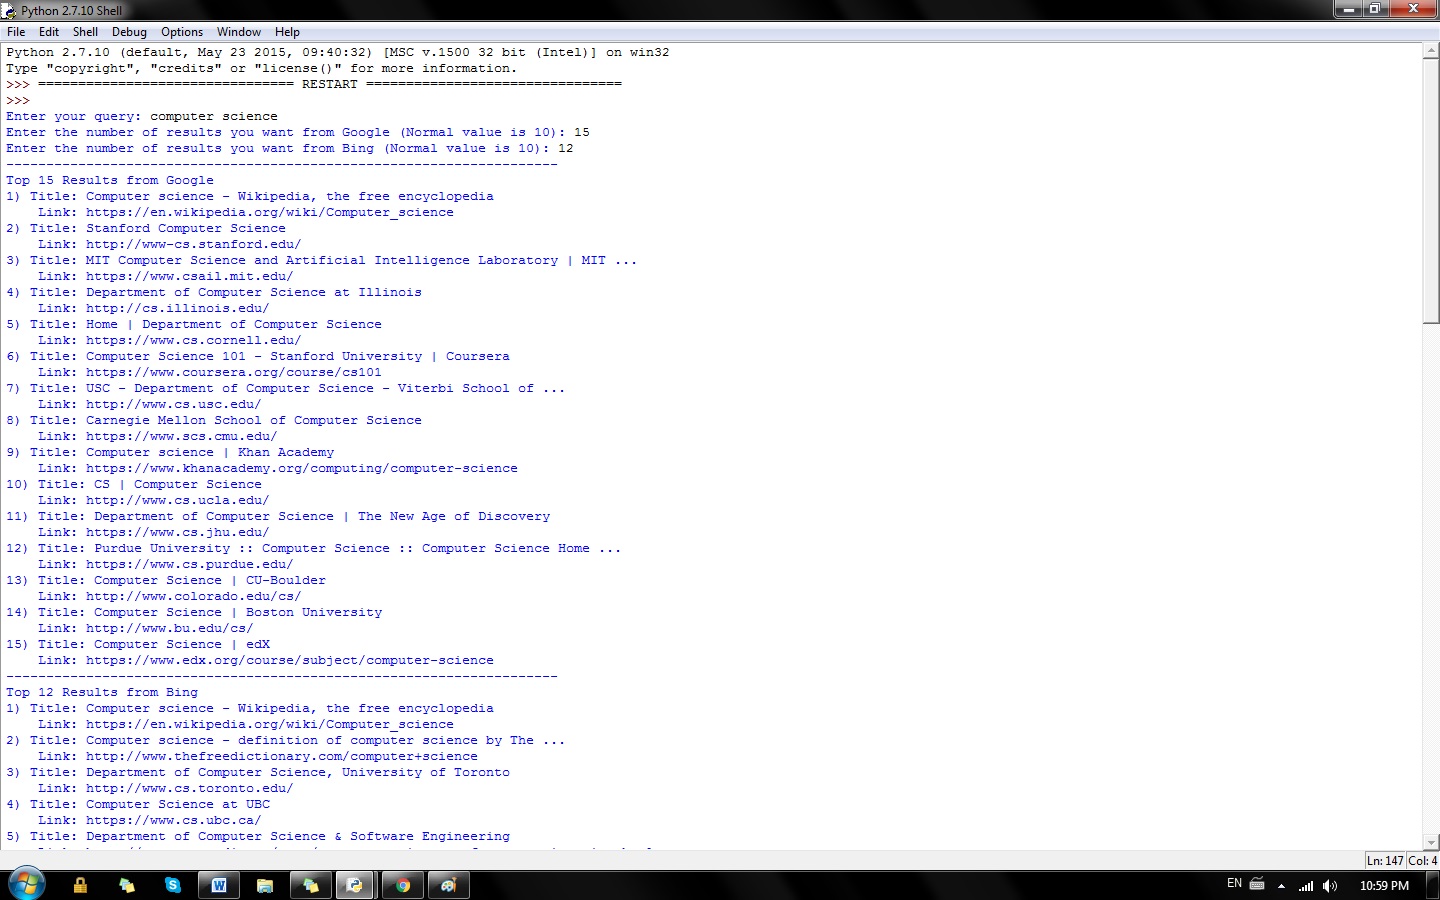 Python 2.7.10 Shell
File Edit Shell Debug Options Window Help
Python 2.7.10 (default, May 23 2015, 09:40:32) [MSC v.1500 32 bit (Intel)] on win32
Type "copyright", "credits" or "license()" for more information.
>>> ================================ RESTART ================================
>>>
Enter your query: computer science
Enter the number of results you want from Google (Normal value is 10): 15
Enter the number of results you want from Bing (Normal value is 10): 12
---------------------------------------------------------------------
Top 15 Results from Google
1) Title: Computer science - Wikipedia, the free encyclopedia
Link: https://en.wikipedia.org/wiki/Computer_science
2) Title: Stanford Computer Science
Link: http://www-cs.stanford.edu/
3) Title: MIT Computer Science and Artificial Intelligence Laboratory | MIT ...
Link: https://www.csail.mit.edu/
4) Title: Department of Computer Science at Illinois
Link: http://cs.illinois.edu/
5) Title: Home | Department of Computer Science
Link: https://www.cs.cornell.edu/
6) Title: Computer Science 101 - Stanford University | Coursera
Link: https://www.coursera.org/course/cs101
7) Title: USC - Department of Computer Science - Viterbi School of ...
Link: http://www.cs.usc.edu/
8) Title: Carnegie Mellon School of Computer Science
Link: https://www.scs.cmu.edu/
9) Title: Computer science | Khan Academy
Link: https://www.khanacademy.org/computing/computer-science
10) Title: CS | Computer Science
Link: http://www.cs.ucla.edu/
11) Title: Department of Computer Science | The New Age of Discovery
Link: https://www.cs.jhu.edu/
12) Title: Purdue University :: Computer Science :: Computer Science Home ...
Link: https://www.cs.purdue.edu/
13) Title: Computer Science | CU-Boulder
Link: http://www.colorado.edu/cs/
14) Title: Computer Science | Boston University
Link: http://www.bu.edu/cs/
15) Title: Computer Science | edX
Link: https://www.edx.org/course/subject/computer-science
---------------------------------------------------------------------
Top 12 Results from Bing
1) Title: Computer science - Wikipedia, the free encyclopedia
Link: https://en.wikipedia.org/wiki/Computer_science
2) Title: Computer science - definition of computer science by The ...
Link: http://www.thefreedictionary.com/computer+science
3) Title: Department of Computer Science, University of Toronto
Link: http://www.cs.toronto.edu/
4) Title: Computer Science at UBC
Link: https://www.cs.ubc.ca/
5) Title: Department of Computer Science & Software Engineering
Ln: 147 Col: 4
EN 10:59 PM